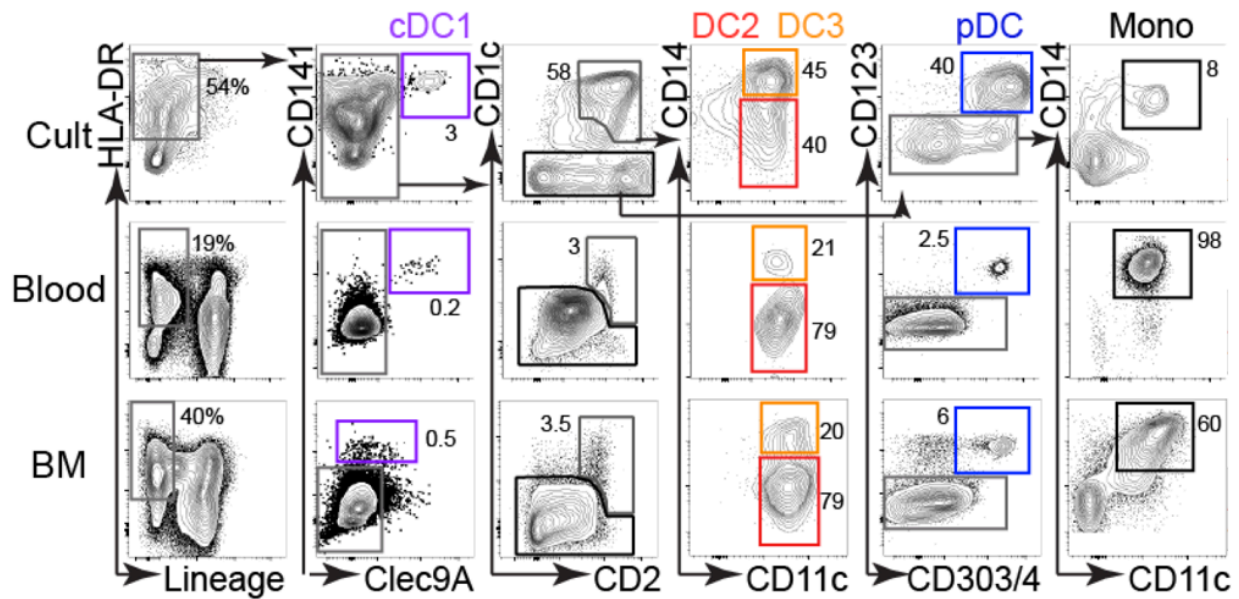 cDC1 DC2 DC3 pDC Mono
Cult HLA-DR 54% CD141 3 CD1c 58 CD14 45 40 CD123 40 CD14 8
Blood 19% 0.2 3 21 79 2.5 98
BM 40% 0.5 3.5 20 79 6 60
Lineage Clec9A CD2 CD11c CD303/4 CD11c